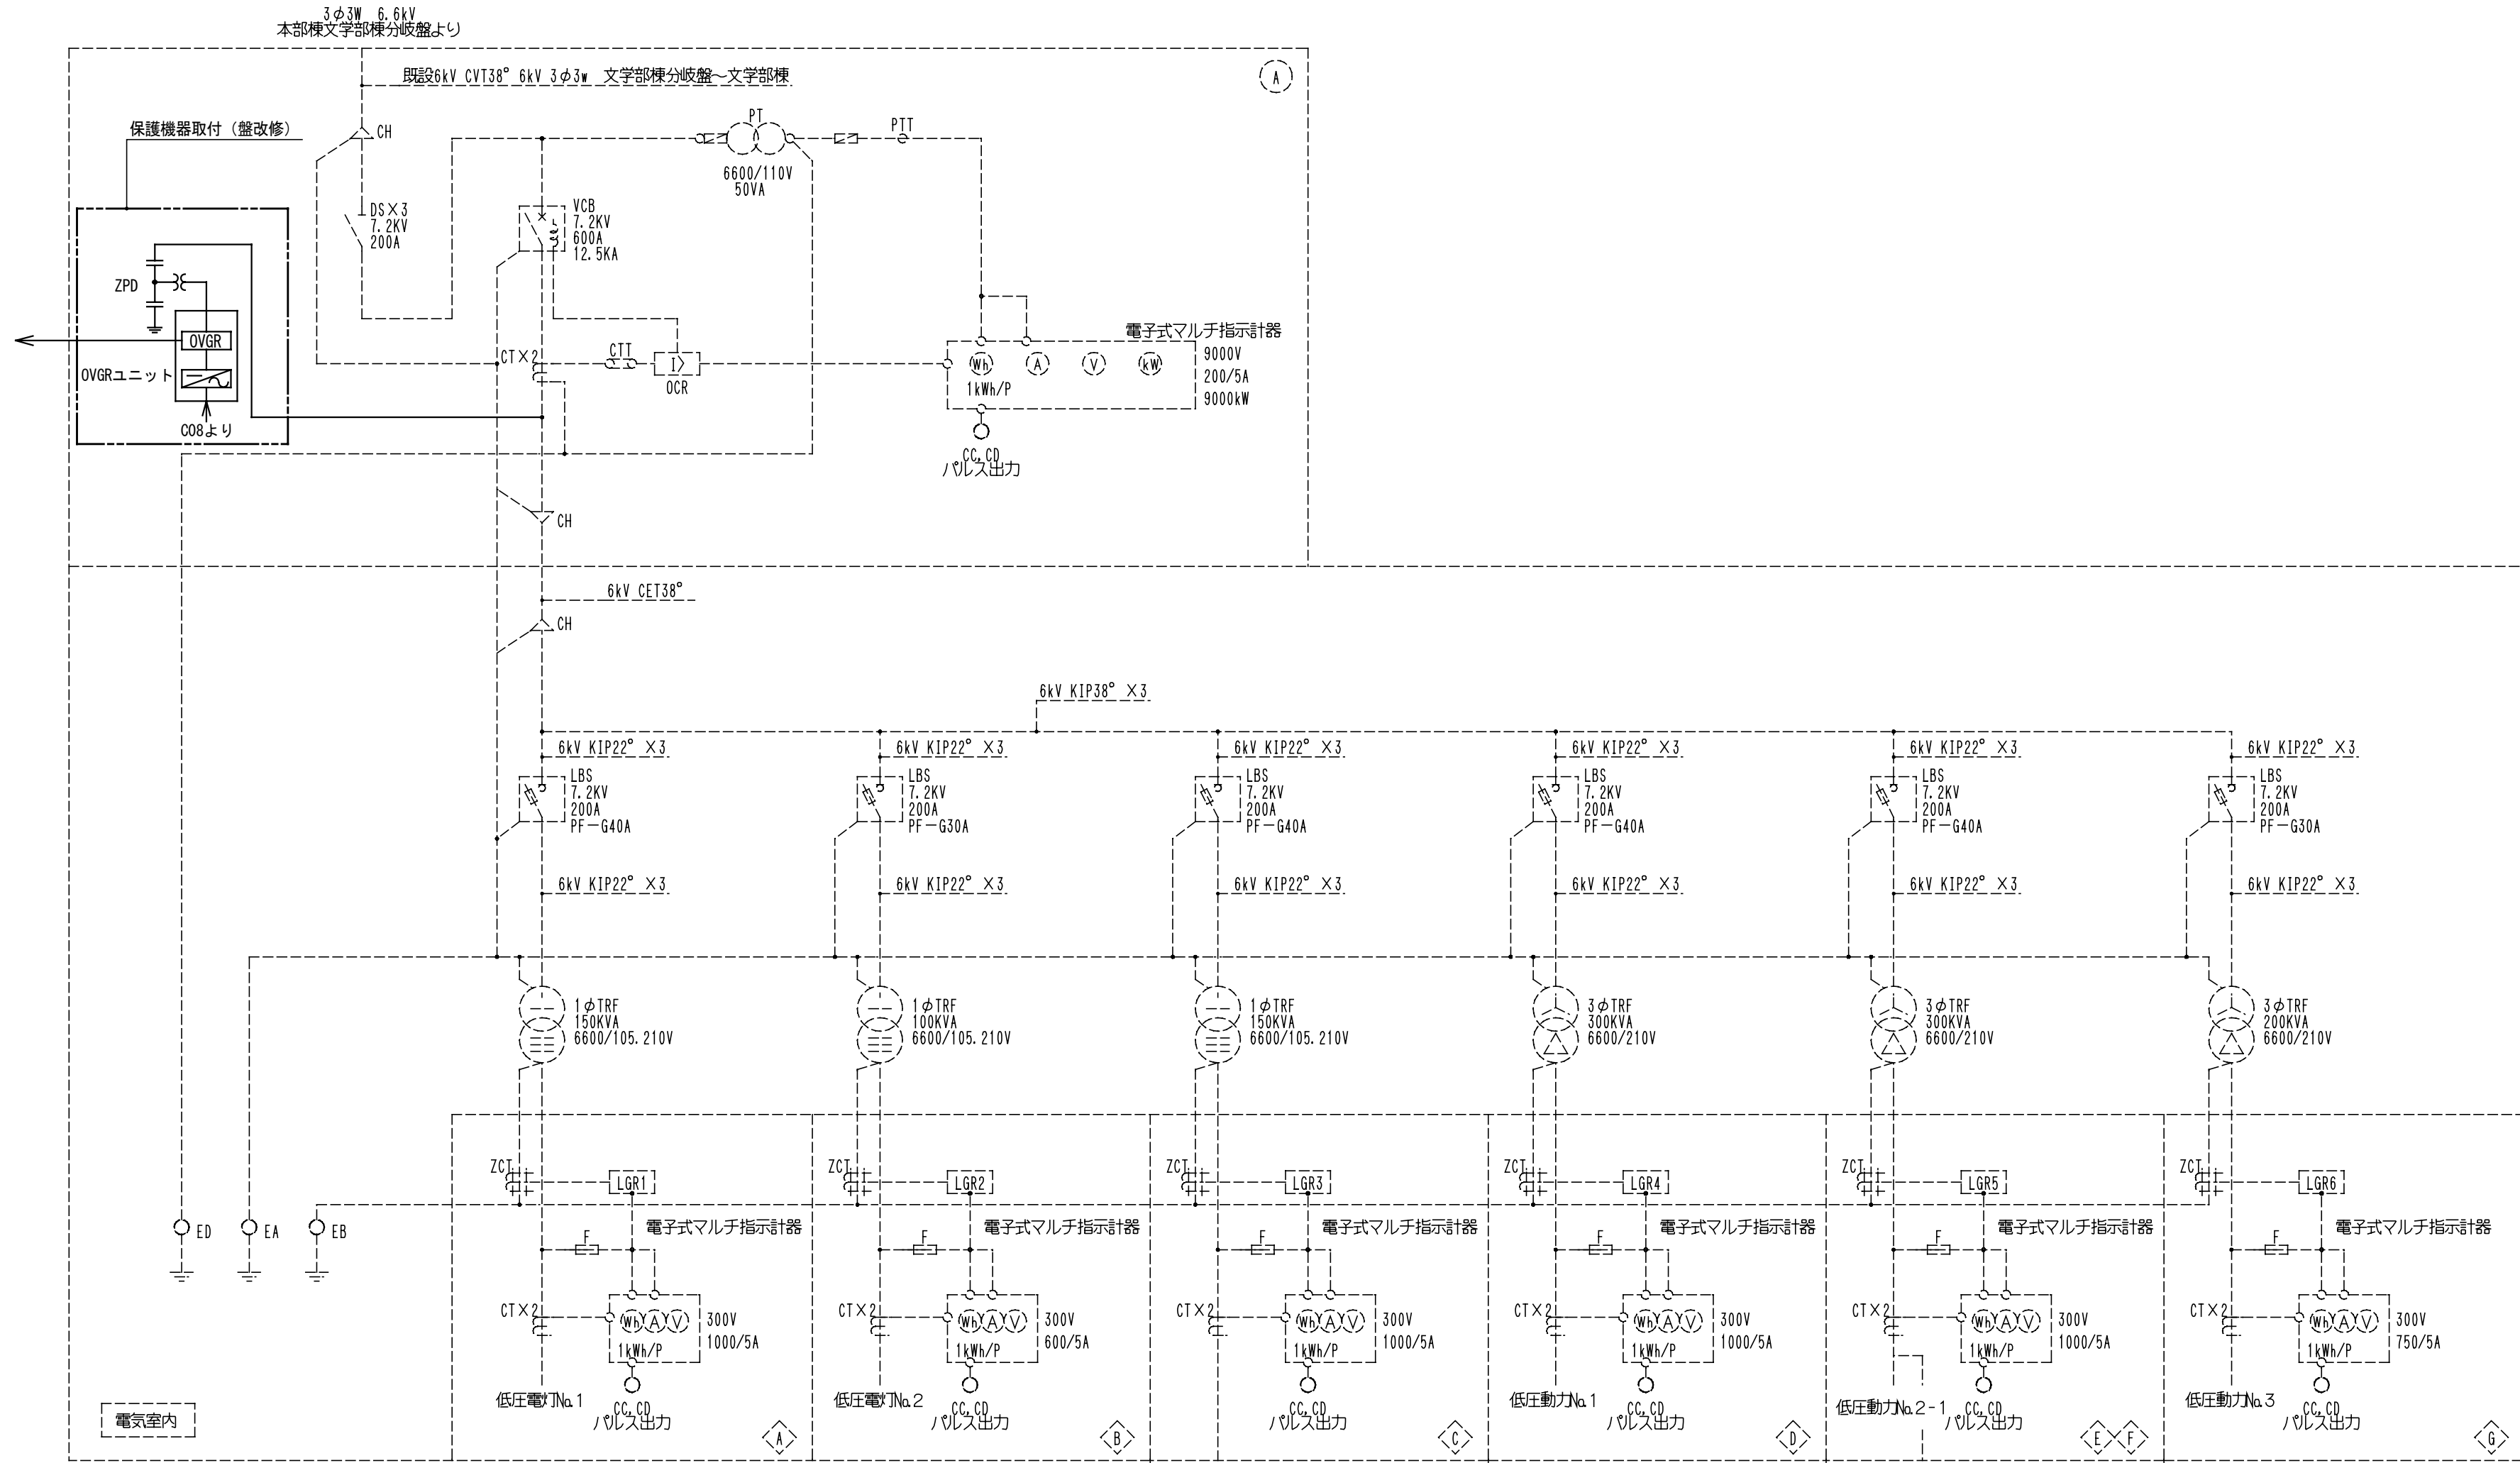 3φ3W 6.6kV
本部棟文学部棟分岐盤より
既設6kV CVT38° 6kV 3φ3w 文学部棟分岐盤～文学部棟
A
保護機器取付（盤改修）
CH
PT
PTT
6600/110V
50VA
DS×3
7.2KV
200A
VCB
7.2KV
600A
12.5KA
ZPD
OVGR
OVGRユニット
C08より
CT×2
CTT
I>
OCR
電子式マルチ指示計器
Wh A V kW
1kWh/P
9000V
200/5A
9000kW
CC,CD
パルス出力
CH
6kV CET38°
CH
6kV KIP38° ×3
6kV KIP22° ×3 6kV KIP22° ×3 6kV KIP22° ×3 6kV KIP22° ×3 6kV KIP22° ×3 6kV KIP22° ×3
LBS LBS LBS LBS LBS LBS
7.2KV 7.2KV 7.2KV 7.2KV 7.2KV 7.2KV
200A 200A 200A 200A 200A 200A
PF－G40A PF－G30A PF－G40A PF－G40A PF－G40A PF－G30A
6kV KIP22° ×3 6kV KIP22° ×3 6kV KIP22° ×3 6kV KIP22° ×3 6kV KIP22° ×3 6kV KIP22° ×3
1φTRF 1φTRF 1φTRF 3φTRF 3φTRF 3φTRF
150KVA 100KVA 150KVA 300KVA 300KVA 200KVA
6600/105.210V 6600/105.210V 6600/105.210V 6600/210V 6600/210V 6600/210V
ZCT ZCT ZCT ZCT ZCT ZCT
LGR1 LGR2 LGR3 LGR4 LGR5 LGR6
ED EA EB
電子式マルチ指示計器 電子式マルチ指示計器 電子式マルチ指示計器 電子式マルチ指示計器 電子式マルチ指示計器 電子式マルチ指示計器
F F F F F F
CT×2 CT×2 CT×2 CT×2 CT×2 CT×2
Wh A V Wh A V Wh A V Wh A V Wh A V Wh A V
300V 300V 300V 300V 300V 300V
1000/5A 600/5A 1000/5A 1000/5A 1000/5A 750/5A
1kWh/P 1kWh/P 1kWh/P 1kWh/P 1kWh/P 1kWh/P
低圧電灯No.1 低圧電灯No.2 低圧動力No.1 低圧動力No.2-1 低圧動力No.3
CC,CD CC,CD CC,CD CC,CD CC,CD CC,CD
パルス出力 パルス出力 パルス出力 パルス出力 パルス出力 パルス出力
電気室内
A B C D E F G